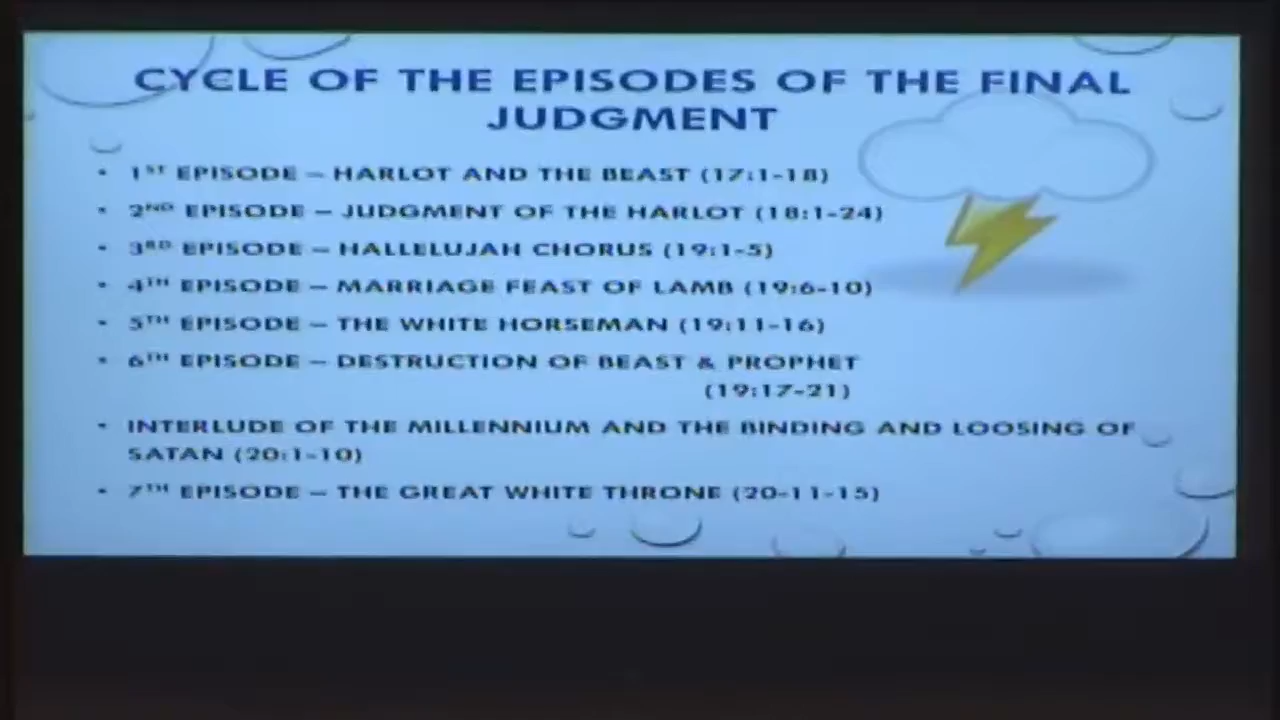 CYCLE OF THE EPISODES OF THE FINAL
JUDGMENT
• 1ST EPISODE – HARLOT AND THE BEAST (17:1-18)
• 2ND EPISODE – JUDGMENT OF THE HARLOT (18:1-24)
• 3RD EPISODE – HALLELUJAH CHORUS (19:1-5)
• 4TH EPISODE – MARRIAGE FEAST OF LAMB (19:6-10)
• 5TH EPISODE – THE WHITE HORSEMAN (19:11-16)
• 6TH EPISODE – DESTRUCTION OF BEAST & PROPHET
(19:17-21)
• INTERLUDE OF THE MILLENNIUM AND THE BINDING AND LOOSING OF
SATAN (20:1-10)
• 7TH EPISODE – THE GREAT WHITE THRONE (20-11-15)